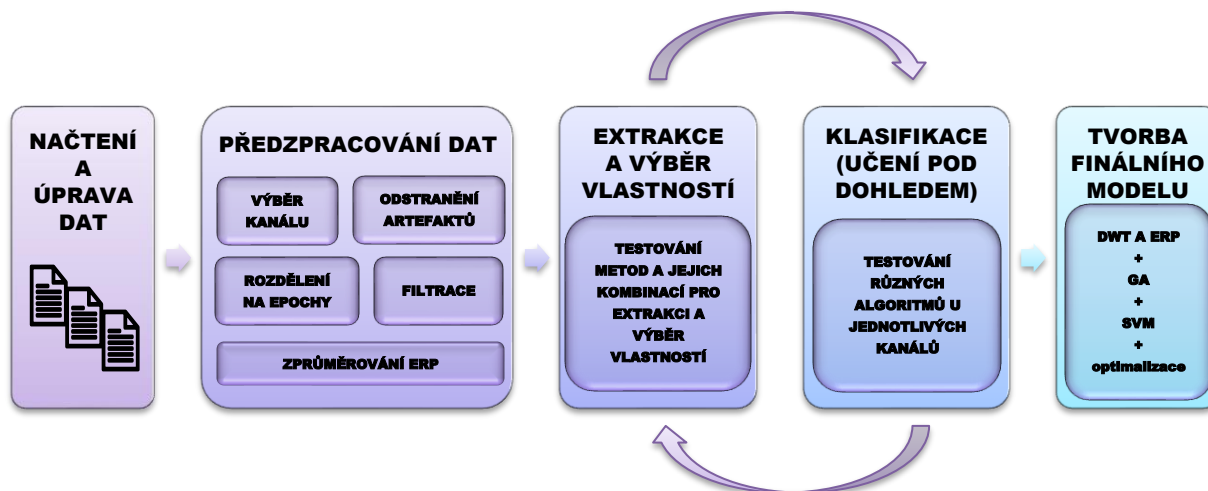 NAČTENÍ
A
ÚPRAVA
DAT
PŘEDZPRACOVÁNÍ DAT
VÝBĚR
KANÁLU
ODSTRANĚNÍ
ARTEFAKTŮ
ROZDĚLENÍ
NA EPOCHY
FILTRACE
ZPRŮMĚROVÁNÍ ERP
EXTRAKCE
A VÝBĚR
VLASTNOSTÍ
TESTOVÁNÍ
METOD A JEJICH
KOMBINACÍ PRO
EXTRAKCI A
VÝBĚR
VLASTNOSTÍ
KLASIFIKACE
(UČENÍ POD
DOHLEDEM)
TESTOVÁNÍ
RŮZNÝCH
ALGORITMŮ U
JEDNOTLIVÝCH
KANÁLŮ
TVORBA
FINÁLNÍHO
MODELU
DWT A ERP
+
GA
+
SVM
+
optimalizace